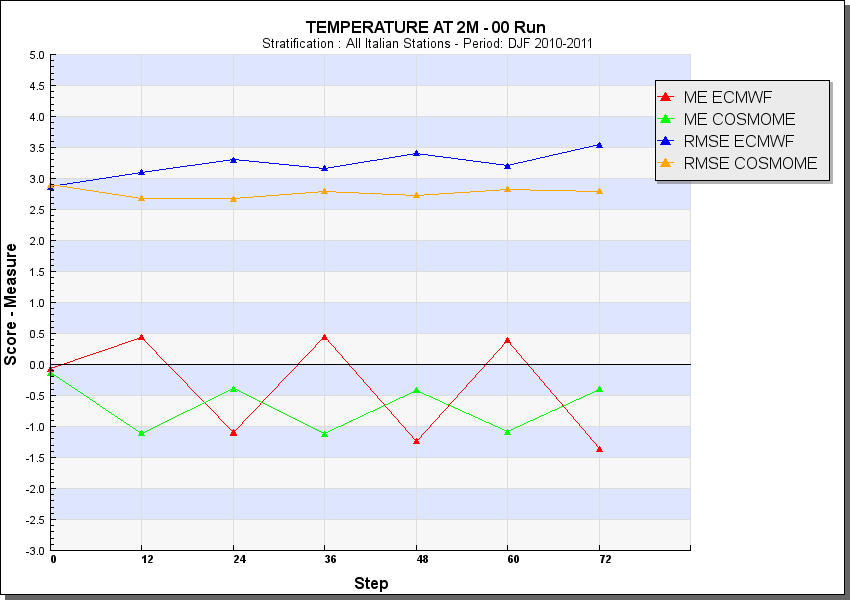 TEMPERATURE AT 2M - 00 Run
Stratification : All Italian Stations - Period: DJF 2010-2011
ME ECMWF
ME COSMOME
RMSE ECMWF
RMSE COSMOME
Score - Measure
5.0
4.5
4.0
3.5
3.0
2.5
2.0
1.5
1.0
0.5
0.0
-0.5
-1.0
-1.5
-2.0
-2.5
-3.0
0 12 24 36 48 60 72
Step